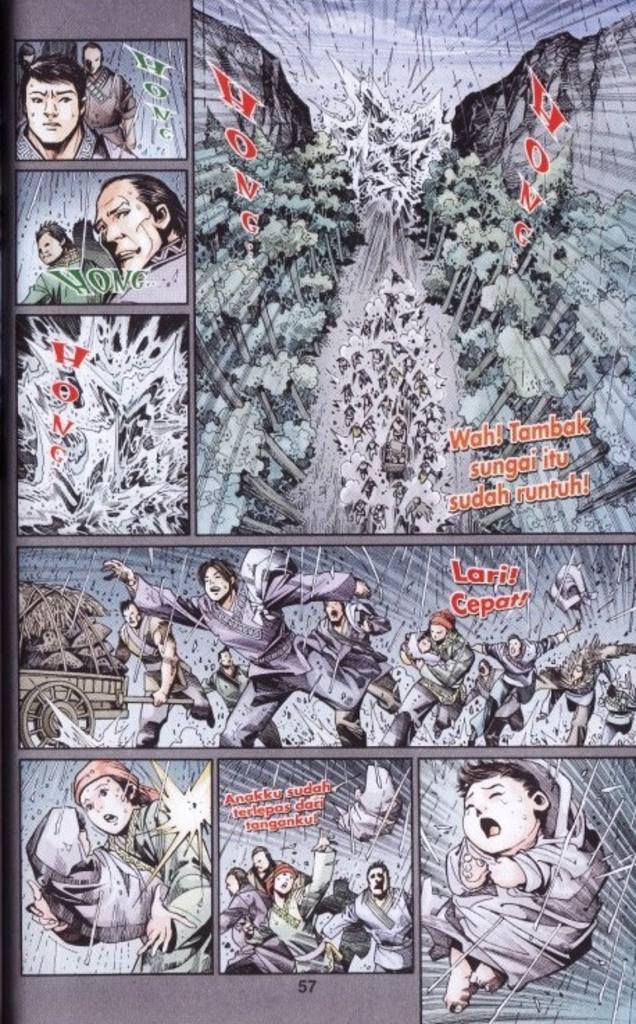 HONG
HONG..
HONG..
HONG..
HONG..
Wah! Tambak
sungai itu
sudah runtuh!
Lari!
Cepat!
Anakku sudah
terlepas dari
tanganku!
57